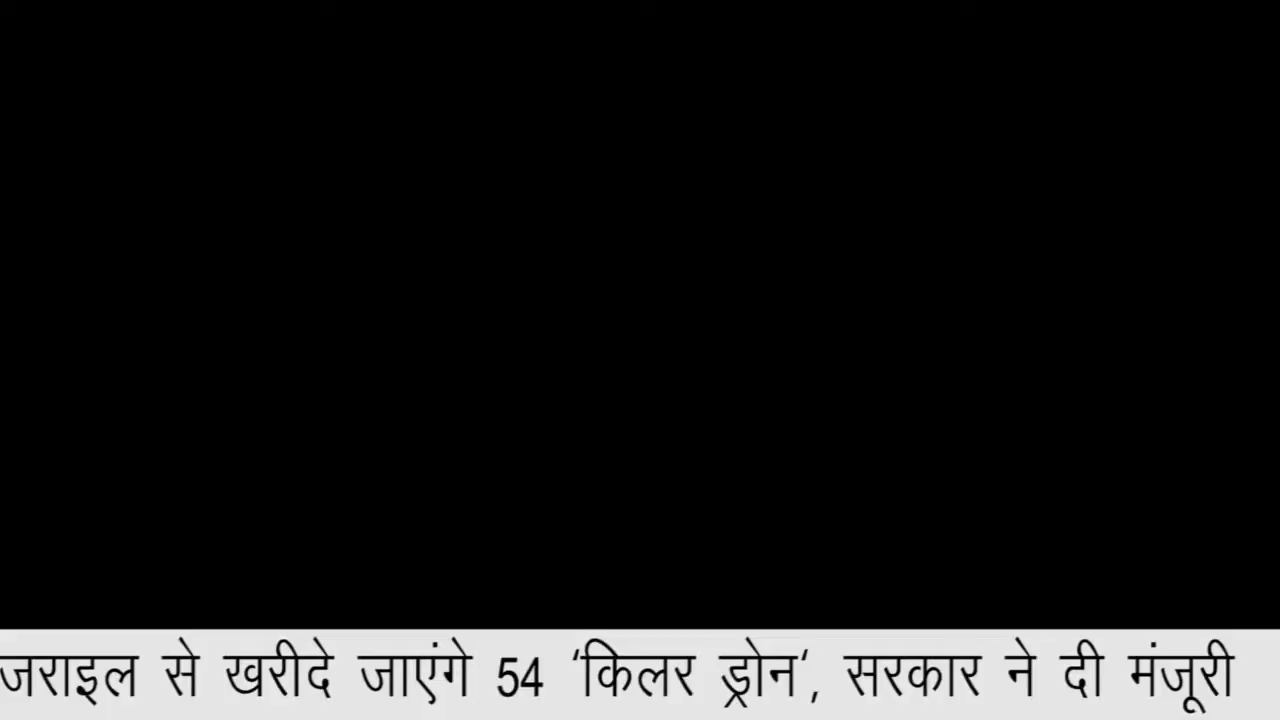 जराइल से खरीदे जाएंगे 54 ‘किलर ड्रोन‘, सरकार ने दी मंजूरी